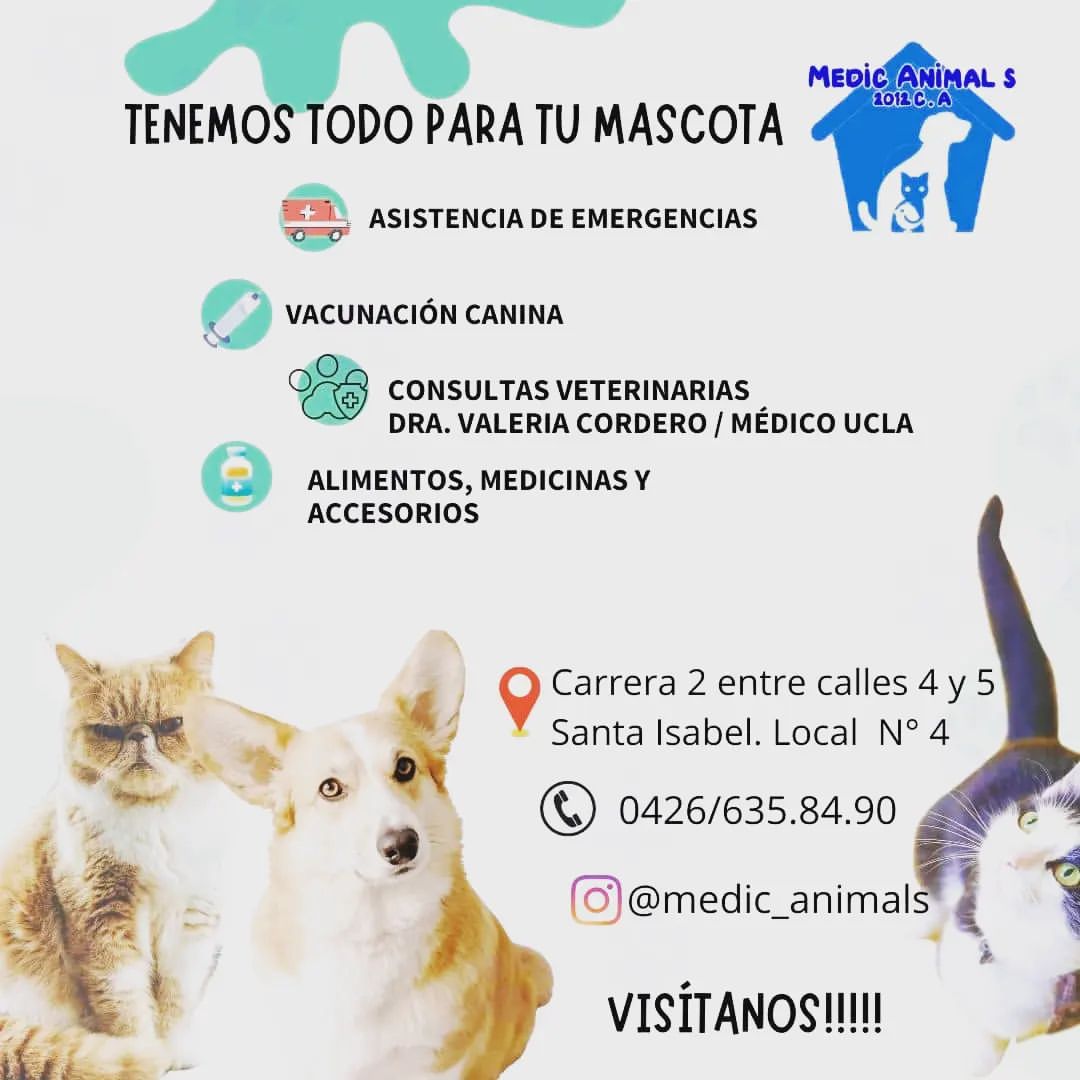 MEDIC ANIMAL S
2012 C.A
TENEMOS TODO PARA TU MASCOTA
ASISTENCIA DE EMERGENCIAS
VACUNACIÓN CANINA
CONSULTAS VETERINARIAS
DRA. VALERIA CORDERO / MÉDICO UCLA
ALIMENTOS, MEDICINAS Y
ACCESORIOS
Carrera 2 entre calles 4 y 5
Santa Isabel. Local N° 4
0426/635.84.90
@medic_animals
VISÍTANOS!!!!!